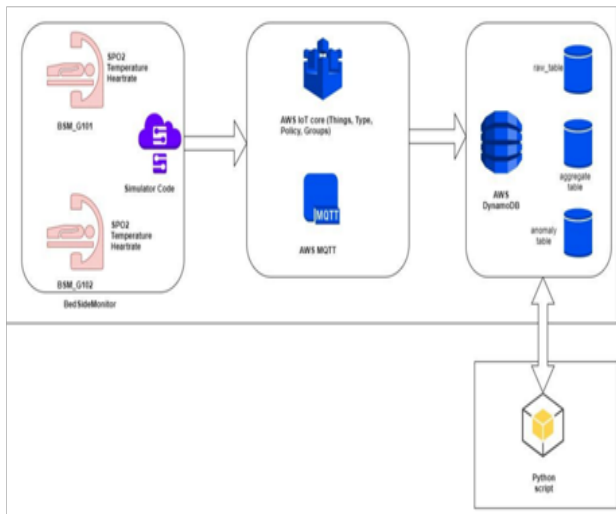 SPO2
Temperature
Heartrate
BSM_G101
Simulator Code
SPO2
Temperature
Heartrate
BSM_G102
BedSideMonitor
AWS IoT core (Things, Type,
Policy, Groups)
MQTT
AWS MQTT
raw_table
AWS
DynamoDB
aggregate
table
anomaly
table
Python
script